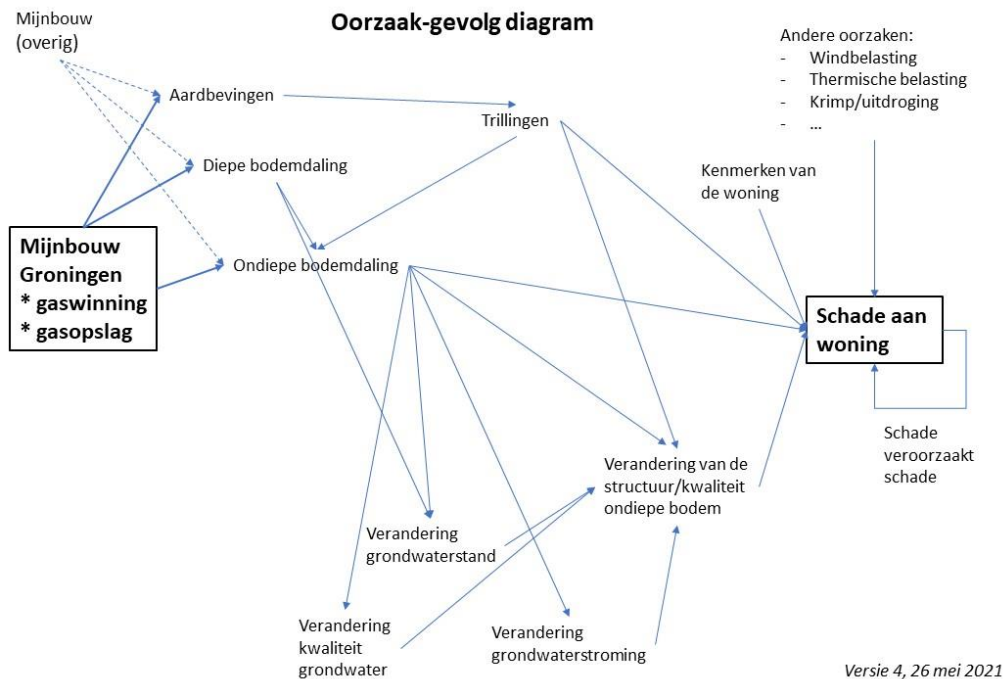 Mijnbouw
(overig)
Oorzaak-gevolg diagram
Andere oorzaken:
- Windbelasting
- Thermische belasting
- Krimp/uitdroging
- ...
Aardbevingen
Trillingen
Diepe bodemdaling
Kenmerken van
de woning
Mijnbouw
Groningen
* gaswinning
* gasopslag
Ondiepe bodemdaling
Schade aan
woning
Schade
veroorzaakt
schade
Verandering van de
structuur/kwaliteit
ondiepe bodem
Verandering
grondwaterstand
Verandering
kwaliteit
grondwater
Verandering
grondwaterstroming
Versie 4, 26 mei 2021